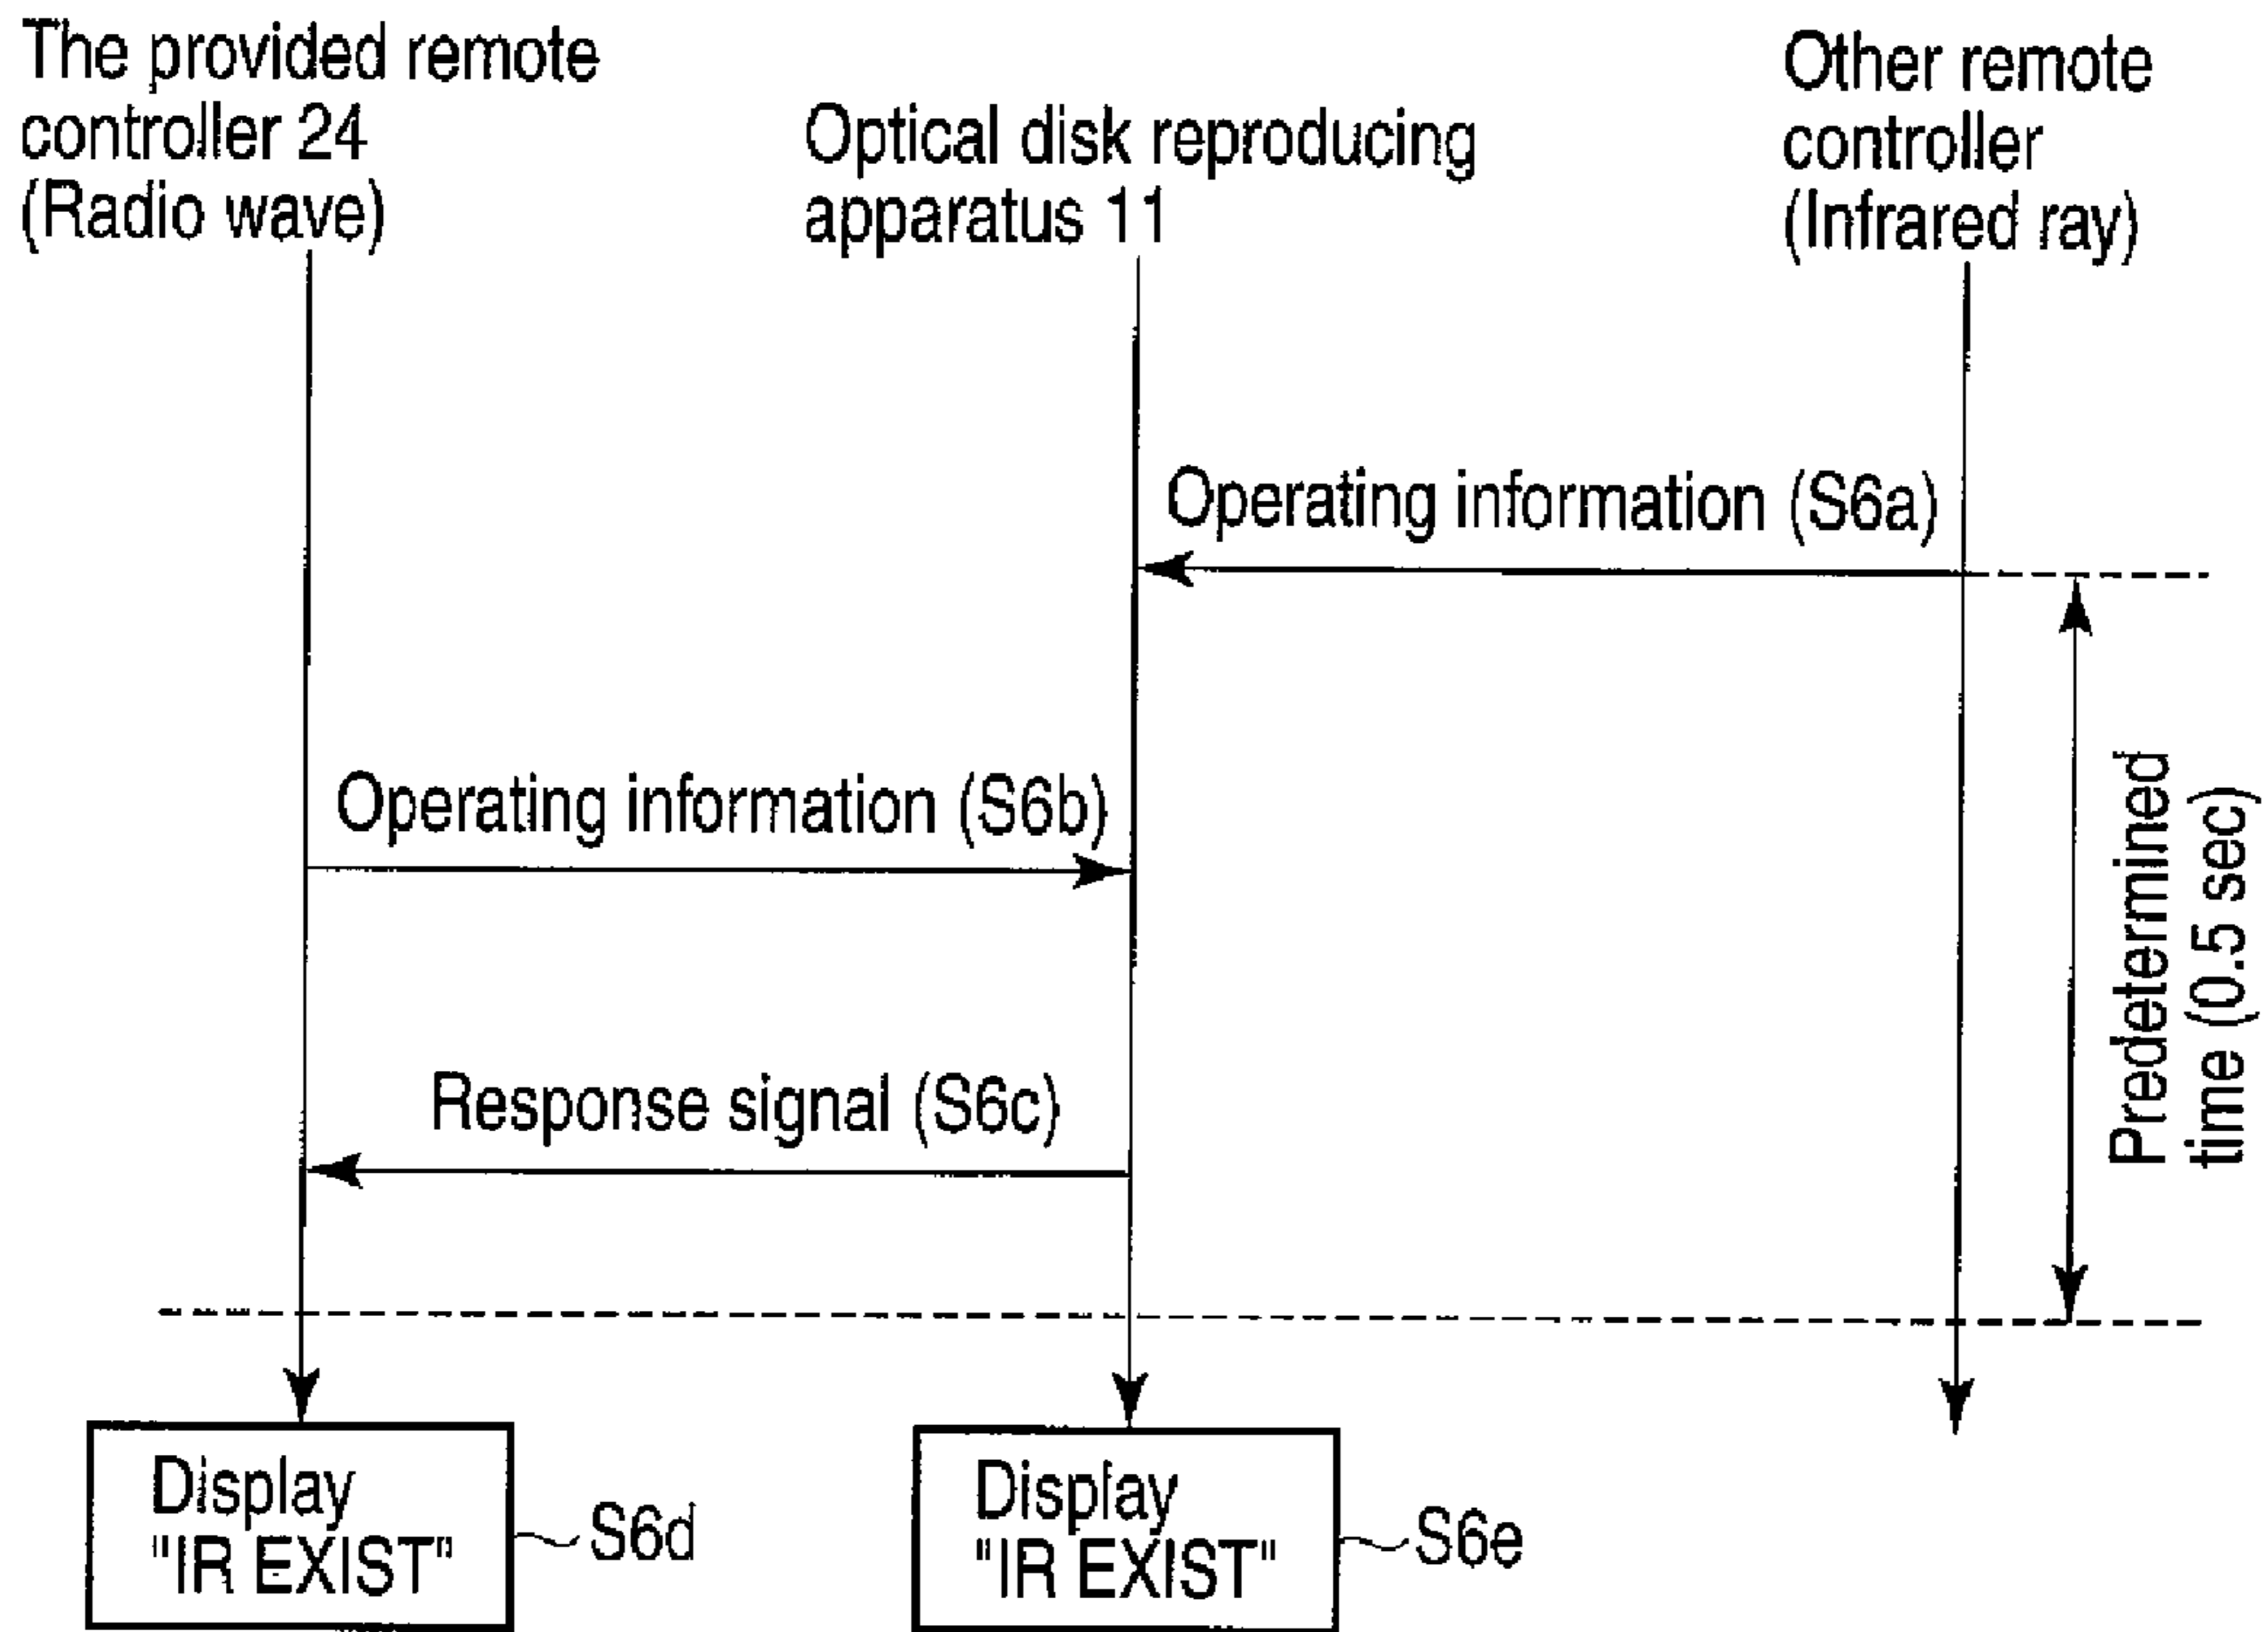 The provided remote
controller 24
(Radio wave)
Optical disk reproducing
apparatus 11
Other remote
controller
(Infrared ray)
Operating information (S6a)
Operating information (S6b)
Response signal (S6c)
Predetermined
time (0.5 sec)
Display
"IR EXIST"
S6d
Display
"IR EXIST"
S6e